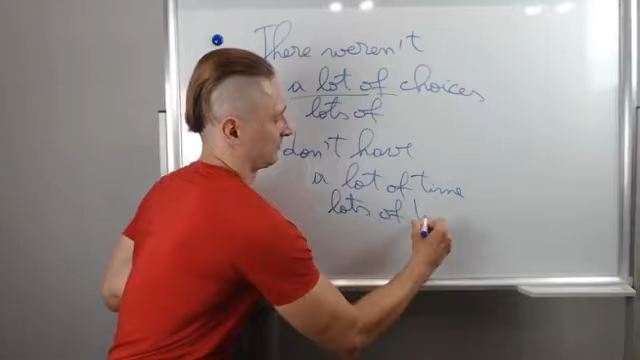 There weren't
a lot of choices
lots of
don't have
a lot of time
lots of